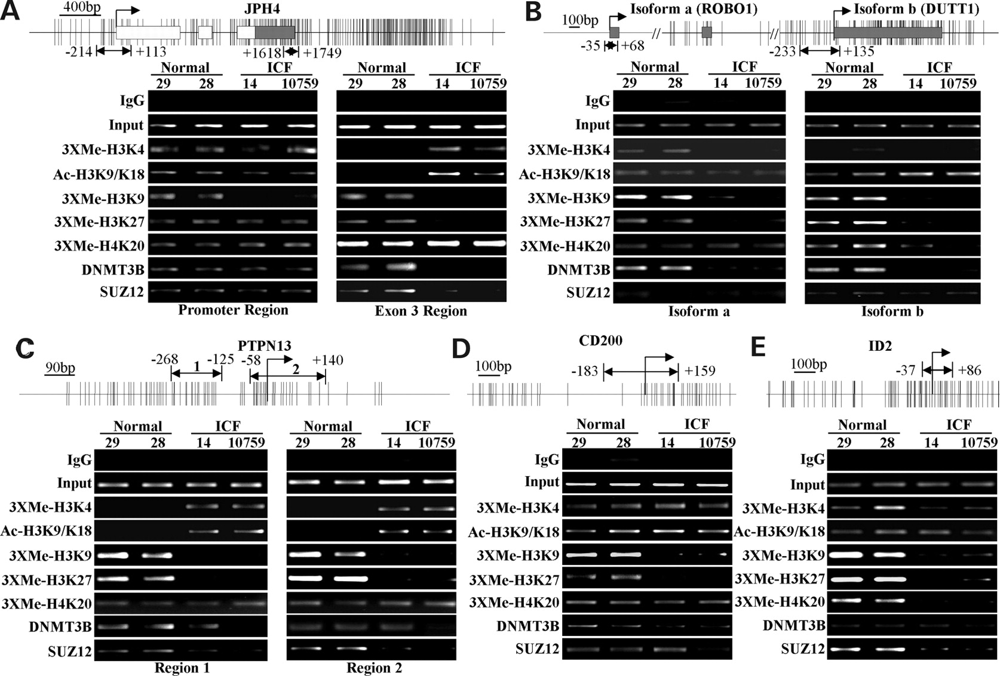 A
400bp
JPH4
-214
+113
+1618
+1749
Normal ICF Normal ICF
29 28 14 10759 29 28 14 10759
IgG
Input
3XMe-H3K4
Ac-H3K9/K18
3XMe-H3K9
3XMe-H3K27
3XMe-H4K20
DNMT3B
SUZ12
Promoter Region Exon 3 Region
B
Isoform a (ROBO1) Isoform b (DUTT1)
100bp
// //
-35 +68 -233 +135
Normal ICF Normal ICF
29 28 14 10759 29 28 14 10759
IgG
Input
3XMe-H3K4
Ac-H3K9/K18
3XMe-H3K9
3XMe-H3K27
3XMe-H4K20
DNMT3B
SUZ12
Isoform a Isoform b
C
PTPN13
90bp
-268 -125 -58 +140
1 2
Normal ICF Normal ICF
29 28 14 10759 29 28 14 10759
IgG
Input
3XMe-H3K4
Ac-H3K9/K18
3XMe-H3K9
3XMe-H3K27
3XMe-H4K20
DNMT3B
SUZ12
Region 1 Region 2
D
CD200
100bp
-183 +159
Normal ICF
29 28 14 10759
IgG
Input
3XMe-H3K4
Ac-H3K9/K18
3XMe-H3K9
3XMe-H3K27
3XMe-H4K20
DNMT3B
SUZ12
E
ID2
100bp
-37 +86
Normal ICF
29 28 14 10759
IgG
Input
3XMe-H3K4
Ac-H3K9/K18
3XMe-H3K9
3XMe-H3K27
3XMe-H4K20
DNMT3B
SUZ12